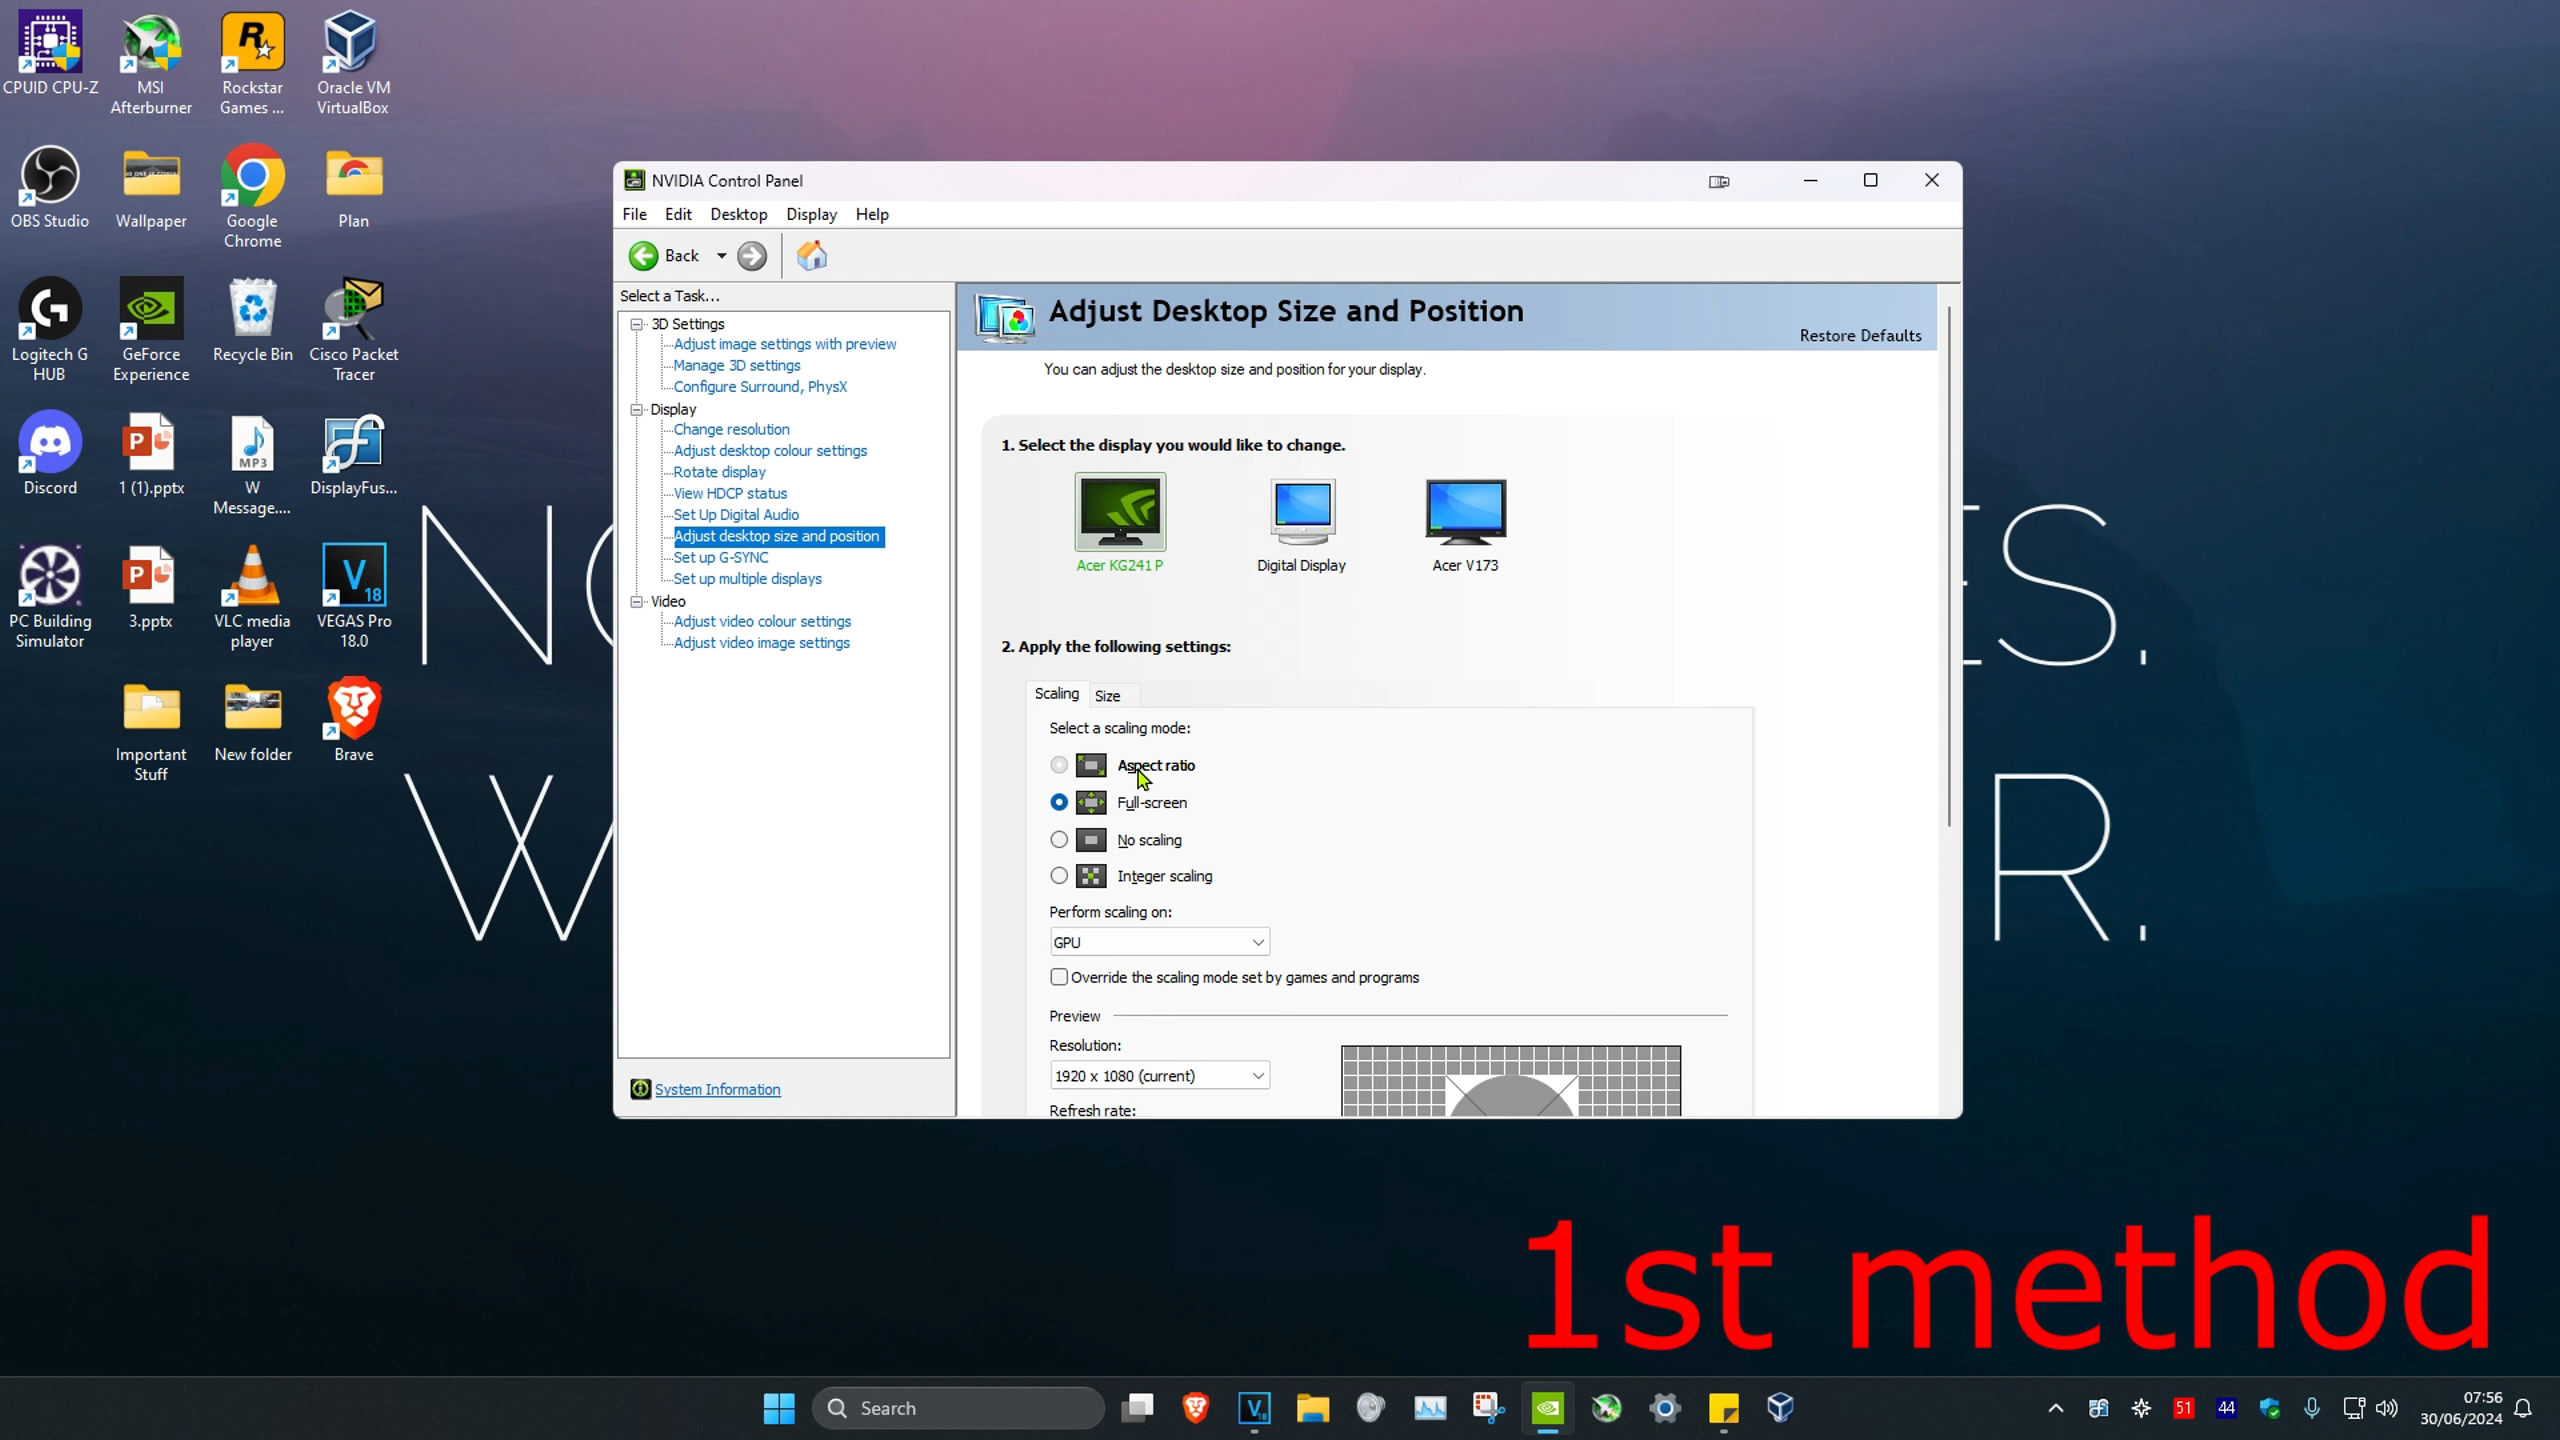 CPUID CPU-Z
MSI
Afterburner
Rockstar
Games ...
Oracle VM
VirtualBox
OBS Studio
Wallpaper
Google
Chrome
Plan
Logitech G
HUB
GeForce
Experience
Recycle Bin
Cisco Packet
Tracer
Discord
1 (1).pptx
MP3
W
Message....
DisplayFus...
PC Building
Simulator
3.pptx
VLC media
player
VEGAS Pro
18.0
Important
Stuff
New folder
Brave
NVIDIA Control Panel
File Edit Desktop Display Help
Back
Select a Task...
3D Settings
Adjust image settings with preview
Manage 3D settings
Configure Surround, PhysX
Display
Change resolution
Adjust desktop colour settings
Rotate display
View HDCP status
Set Up Digital Audio
Adjust desktop size and position
Set up G-SYNC
Set up multiple displays
Video
Adjust video colour settings
Adjust video image settings
System Information
Adjust Desktop Size and Position
Restore Defaults
You can adjust the desktop size and position for your display.
1. Select the display you would like to change.
Acer KG241 P
Digital Display
Acer V173
2. Apply the following settings:
Scaling Size
Select a scaling mode:
Aspect ratio
Full-screen
No scaling
Integer scaling
Perform scaling on:
GPU
Override the scaling mode set by games and programs
Preview
Resolution:
1920 x 1080 (current)
Refresh rate:
1st method
Search
51
44
07:56
30/06/2024